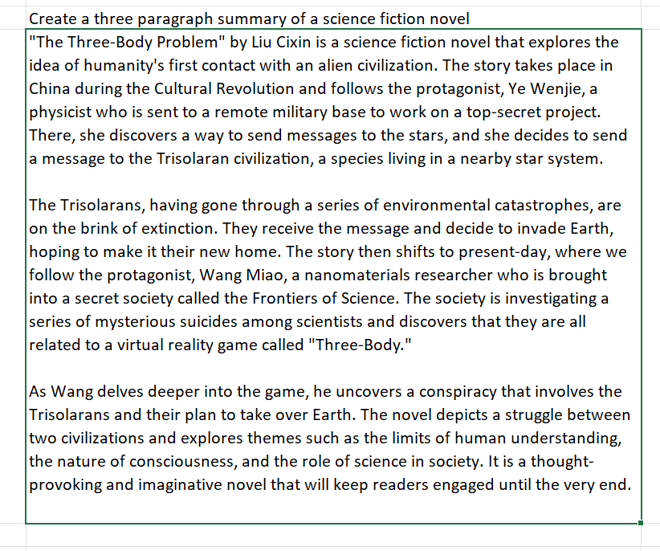 Create a three paragraph summary of a science fiction novel
"The Three-Body Problem" by Liu Cixin is a science fiction novel that explores the
idea of humanity's first contact with an alien civilization. The story takes place in
China during the Cultural Revolution and follows the protagonist, Ye Wenjie, a
physicist who is sent to a remote military base to work on a top-secret project.
There, she discovers a way to send messages to the stars, and she decides to send
a message to the Trisolaran civilization, a species living in a nearby star system.
The Trisolarans, having gone through a series of environmental catastrophes, are
on the brink of extinction. They receive the message and decide to invade Earth,
hoping to make it their new home. The story then shifts to present-day, where we
follow the protagonist, Wang Miao, a nanomaterials researcher who is brought
into a secret society called the Frontiers of Science. The society is investigating a
series of mysterious suicides among scientists and discovers that they are all
related to a virtual reality game called "Three-Body."
As Wang delves deeper into the game, he uncovers a conspiracy that involves the
Trisolarans and their plan to take over Earth. The novel depicts a struggle between
two civilizations and explores themes such as the limits of human understanding,
the nature of consciousness, and the role of science in society. It is a thought-
provoking and imaginative novel that will keep readers engaged until the very end.